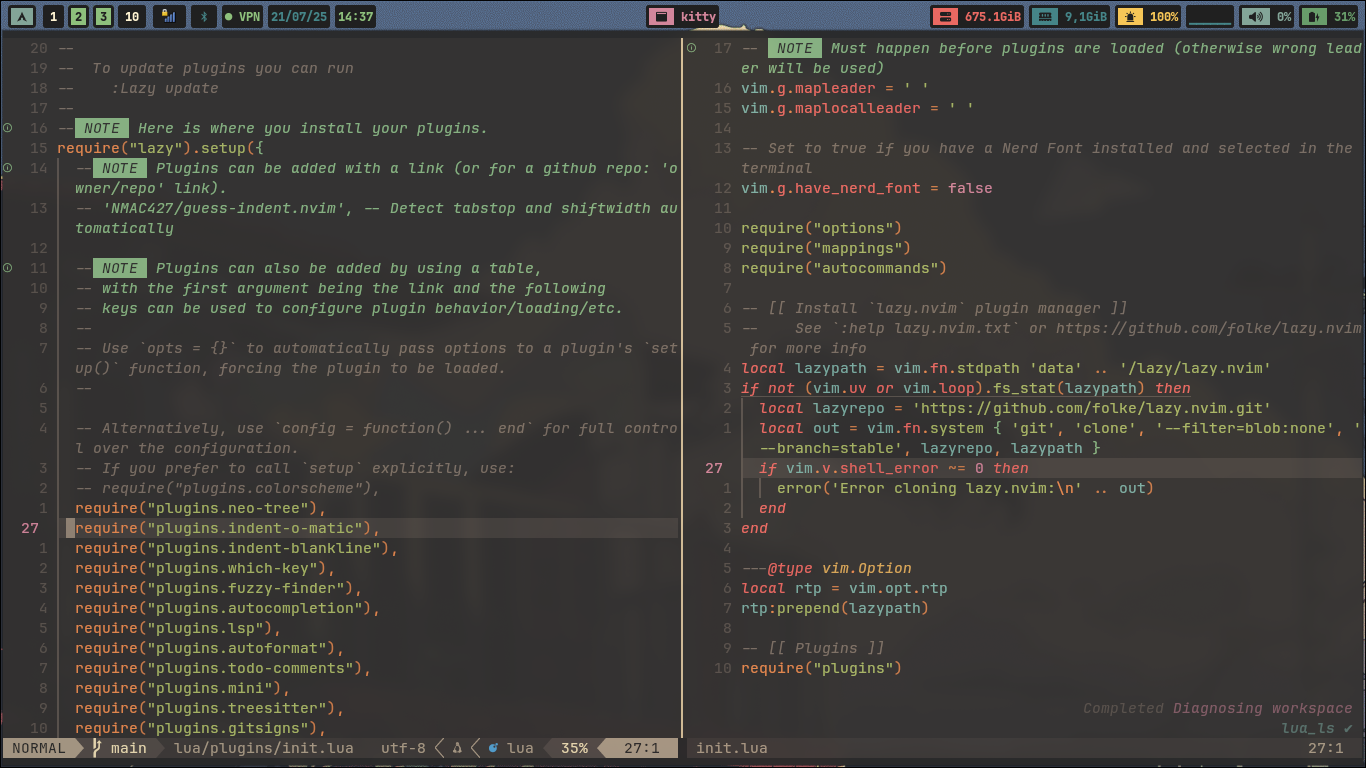 1 2 3 10 VPN 21/07/25 14:37 kitty 675.1GiB 9,1GiB 100% 0% 31%
20 --
19 --  To update plugins you can run
18 --    :Lazy update
17 --
16 -- NOTE Here is where you install your plugins.
15 require("lazy").setup({
14 -- NOTE Plugins can be added with a link (or for a github repo: 'o
wner/repo' link).
13 -- 'NMAC427/guess-indent.nvim', -- Detect tabstop and shiftwidth au
tomatically
12
11 -- NOTE Plugins can also be added by using a table,
10 -- with the first argument being the link and the following
9 -- keys can be used to configure plugin behavior/loading/etc.
8 --
7 -- Use `opts = {}` to automatically pass options to a plugin's `set
up()` function, forcing the plugin to be loaded.
6 --
5
4 -- Alternatively, use `config = function() ... end` for full contro
l over the configuration.
3 -- If you prefer to call `setup` explicitly, use:
2 -- require("plugins.colorscheme"),
1 require("plugins.neo-tree"),
27 require("plugins.indent-o-matic"),
1 require("plugins.indent-blankline"),
2 require("plugins.which-key"),
3 require("plugins.fuzzy-finder"),
4 require("plugins.autocompletion"),
5 require("plugins.lsp"),
6 require("plugins.autoformat"),
7 require("plugins.todo-comments"),
8 require("plugins.mini"),
9 require("plugins.treesitter"),
10 require("plugins.gitsigns"),
NORMAL main lua/plugins/init.lua utf-8 lua 35% 27:1
17 -- NOTE Must happen before plugins are loaded (otherwise wrong lead
er will be used)
16 vim.g.mapleader = ' '
15 vim.g.maplocalleader = ' '
14
13 -- Set to true if you have a Nerd Font installed and selected in the
terminal
12 vim.g.have_nerd_font = false
11
10 require("options")
9 require("mappings")
8 require("autocommands")
7
6 -- [[ Install `lazy.nvim` plugin manager ]]
5 --    See `:help lazy.nvim.txt` or https://github.com/folke/lazy.nvim
for more info
4 local lazypath = vim.fn.stdpath 'data' .. '/lazy/lazy.nvim'
3 if not (vim.uv or vim.loop).fs_stat(lazypath) then
2 local lazyrepo = 'https://github.com/folke/lazy.nvim.git'
1 local out = vim.fn.system { 'git', 'clone', '--filter=blob:none', '
--branch=stable', lazyrepo, lazypath }
27 if vim.v.shell_error ~= 0 then
1 error('Error cloning lazy.nvim:\n' .. out)
2 end
3 end
4
5 ---@type vim.Option
6 local rtp = vim.opt.rtp
7 rtp:prepend(lazypath)
8
9 -- [[ Plugins ]]
10 require("plugins")
Completed Diagnosing workspace
lua_ls ✔
init.lua 27:1